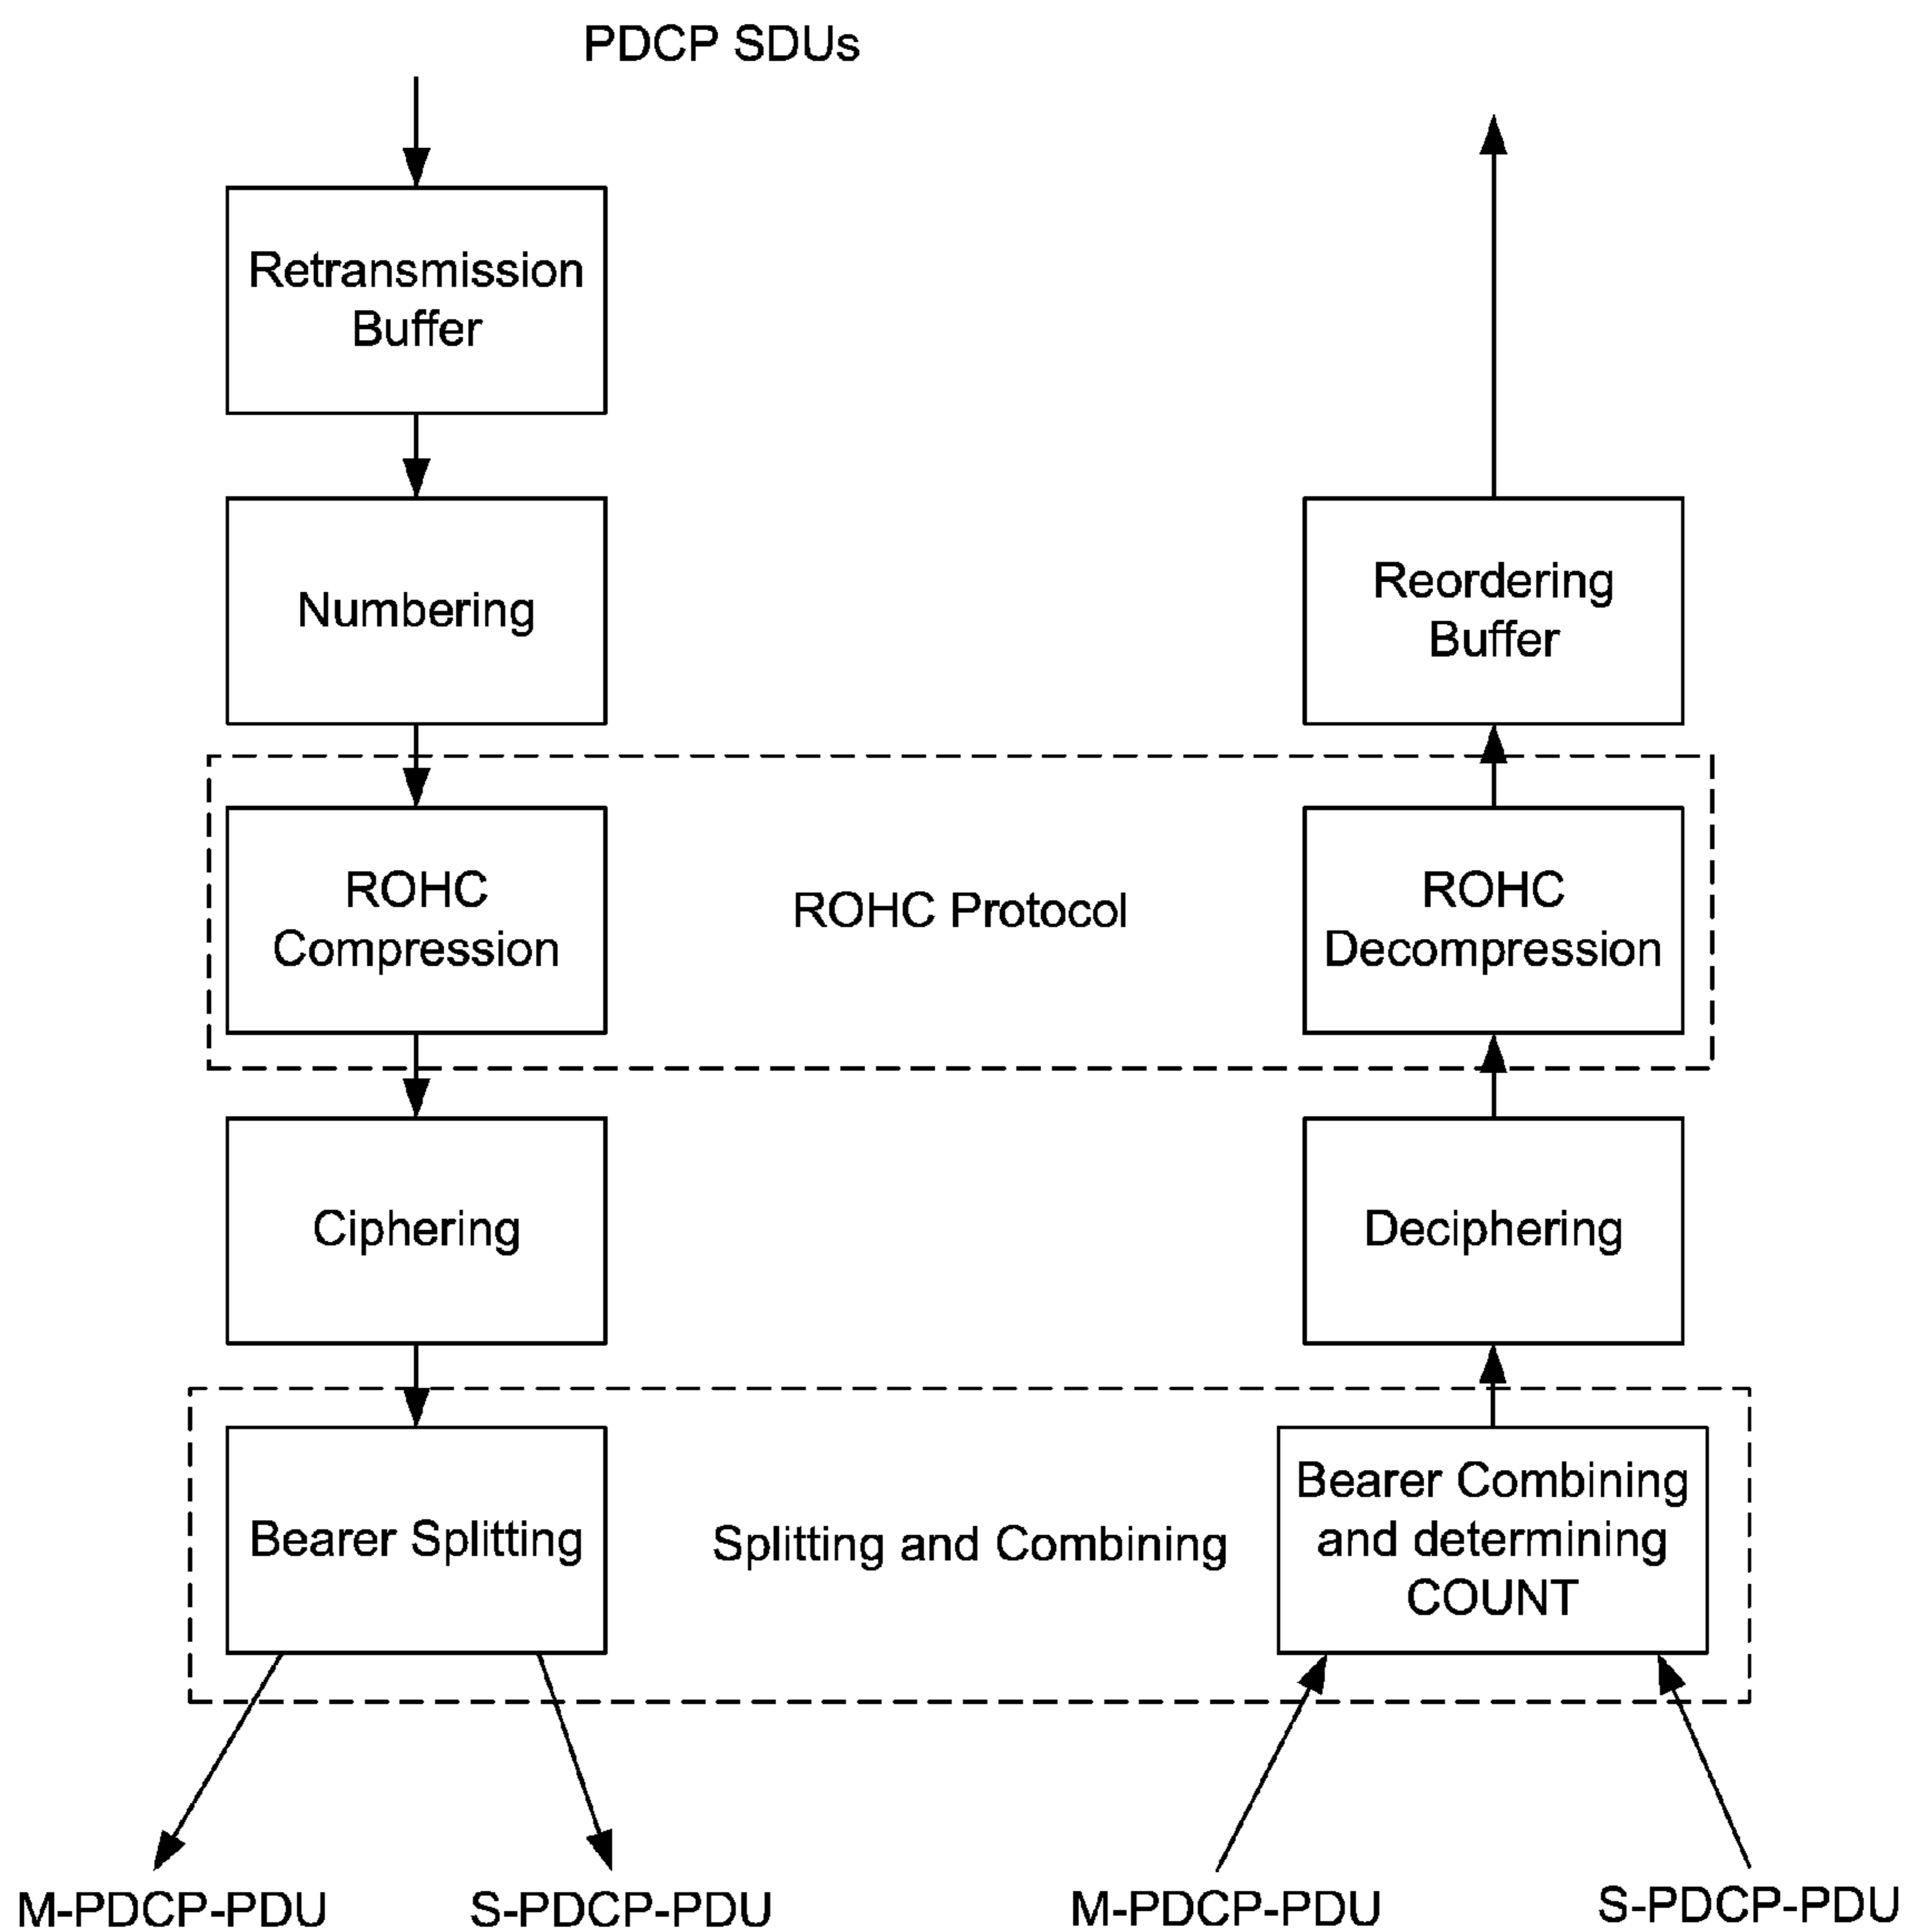 PDCP SDUs
Retransmission
Buffer
Numbering
Reordering
Buffer
ROHC
Compression
ROHC Protocol
ROHC
Decompression
Ciphering
Deciphering
Bearer Splitting
Splitting and Combining
Bearer Combining
and determining
COUNT
M-PDCP-PDU
S-PDCP-PDU
M-PDCP-PDU
S-PDCP-PDU